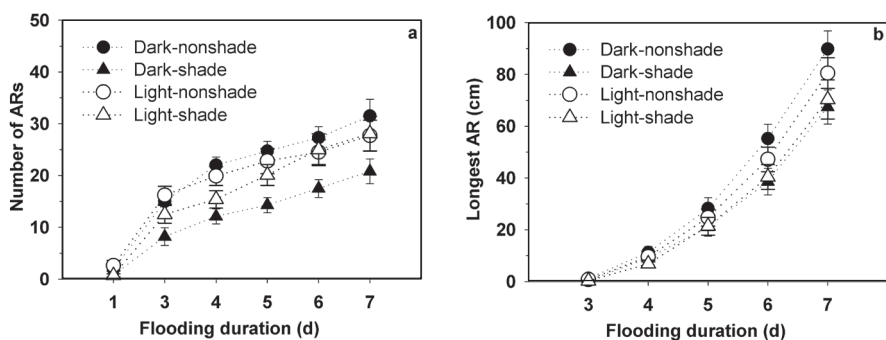 a
50
40
30
20
10
0
Number of ARs
Dark-nonshade
Dark-shade
Light-nonshade
Light-shade
1 3 4 5 6 7
Flooding duration (d)
b
100
80
60
40
20
0
Longest AR (cm)
Dark-nonshade
Dark-shade
Light-nonshade
Light-shade
3 4 5 6 7
Flooding duration (d)